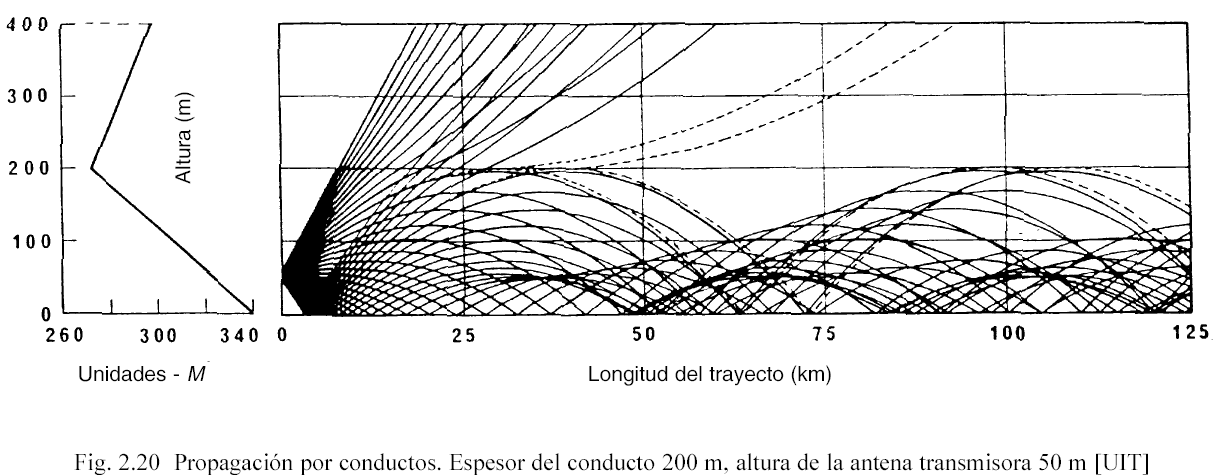 400
300
200
100
0
Altura (m)
260 300 340
Unidades - M
0 25 50 75 100 125
Longitud del trayecto (km)
Fig. 2.20 Propagación por conductos. Espesor del conducto 200 m, altura de la antena transmisora 50 m [UIT]